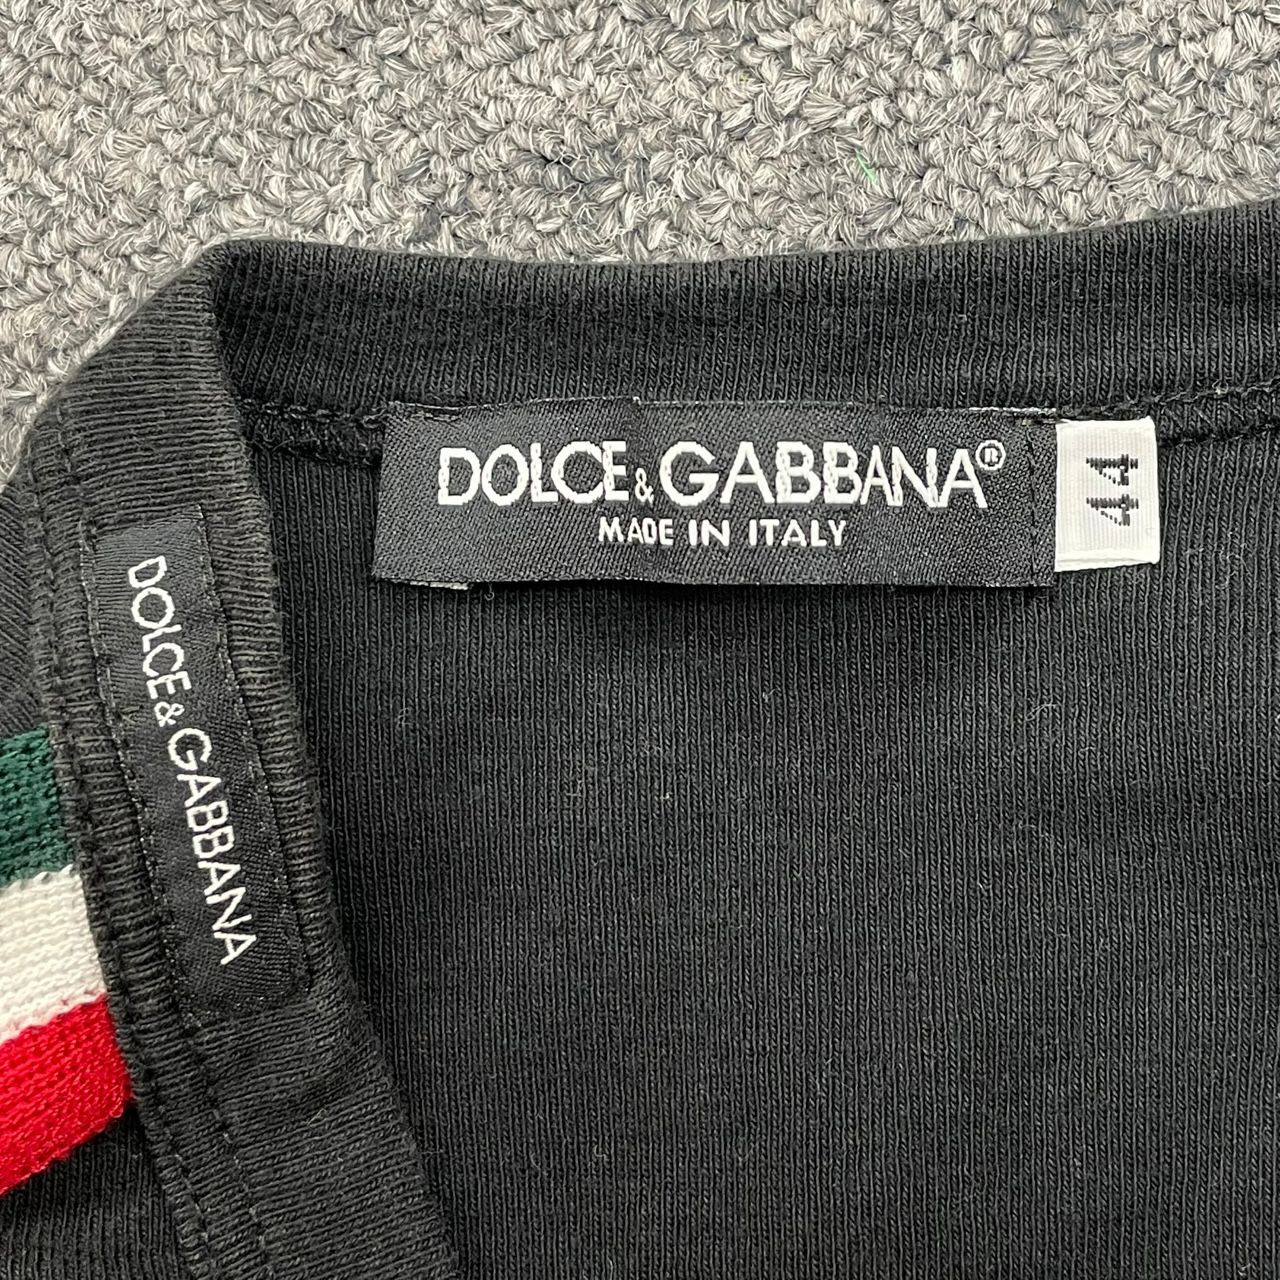 DOLCE & GABBANA®
MADE IN ITALY
44
DOLCE & GABBANA